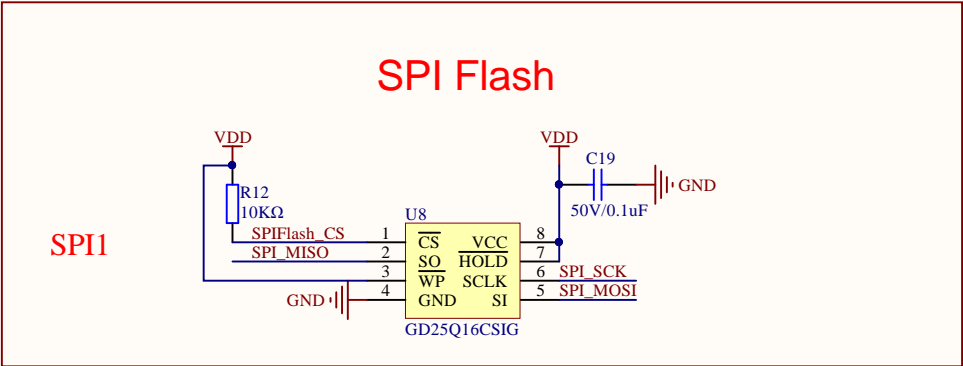 SPI Flash
VDD
VDD
C19
GND
50V/0.1uF
R12
10KΩ
U8
SPI1
SPIFlash_CS 1 CS VCC 8
SPI_MISO 2 SO HOLD 7
3 WP SCLK 6 SPI_SCK
GND 4 GND SI 5 SPI_MOSI
GD25Q16CSIG